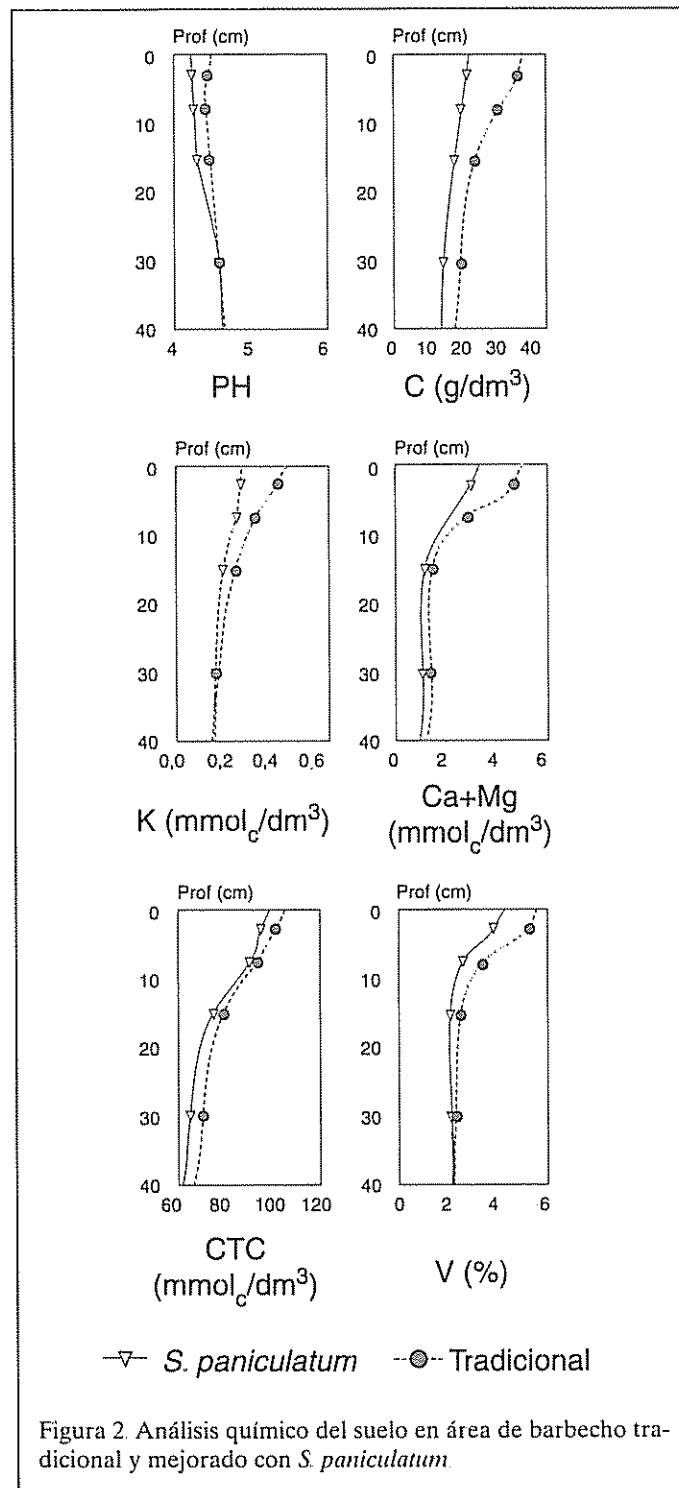 Prof (cm) Prof (cm)
0 0
10 10
20 20
30 30
40 40
4 5 6 0 10 20 30 40
PH C (g/dm³)
Prof (cm) Prof (cm)
0 0
10 10
20 20
30 30
40 40
0,0 0,2 0,4 0,6 0 2 4 6
K (mmolc/dm³) Ca+Mg
(mmolc/dm³)
Prof (cm) Prof (cm)
0 0
10 10
20 20
30 30
40 40
60 80 100 120 0 2 4 6
CTC
(mmolc/dm³) V (%)
S. paniculatum Tradicional
Figura 2. Análisis químico del suelo en área de barbecho tra-
dicional y mejorado con S. paniculatum.